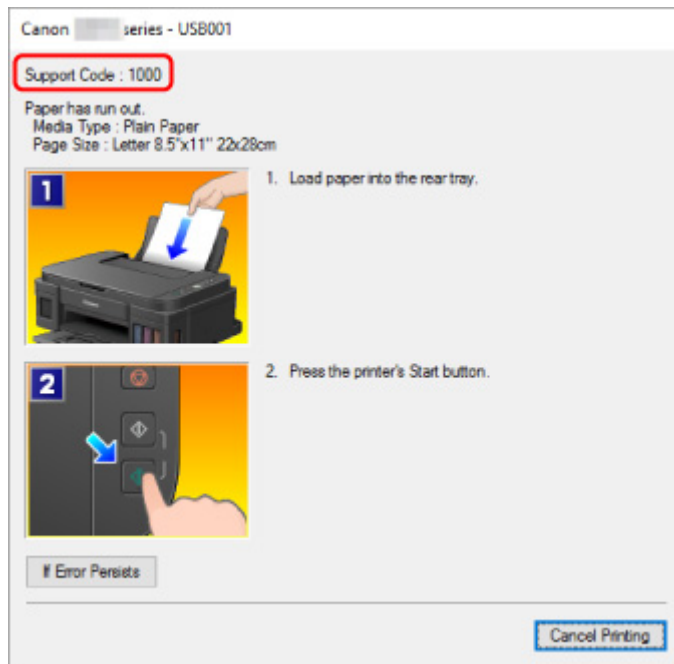 Canon series - USB001
Support Code : 1000
Paper has run out.
Media Type : Plain Paper
Page Size : Letter 8.5"x11" 22x28cm
1
1. Load paper into the rear tray.
2
2. Press the printer's Start button.
If Error Persists
Cancel Printing